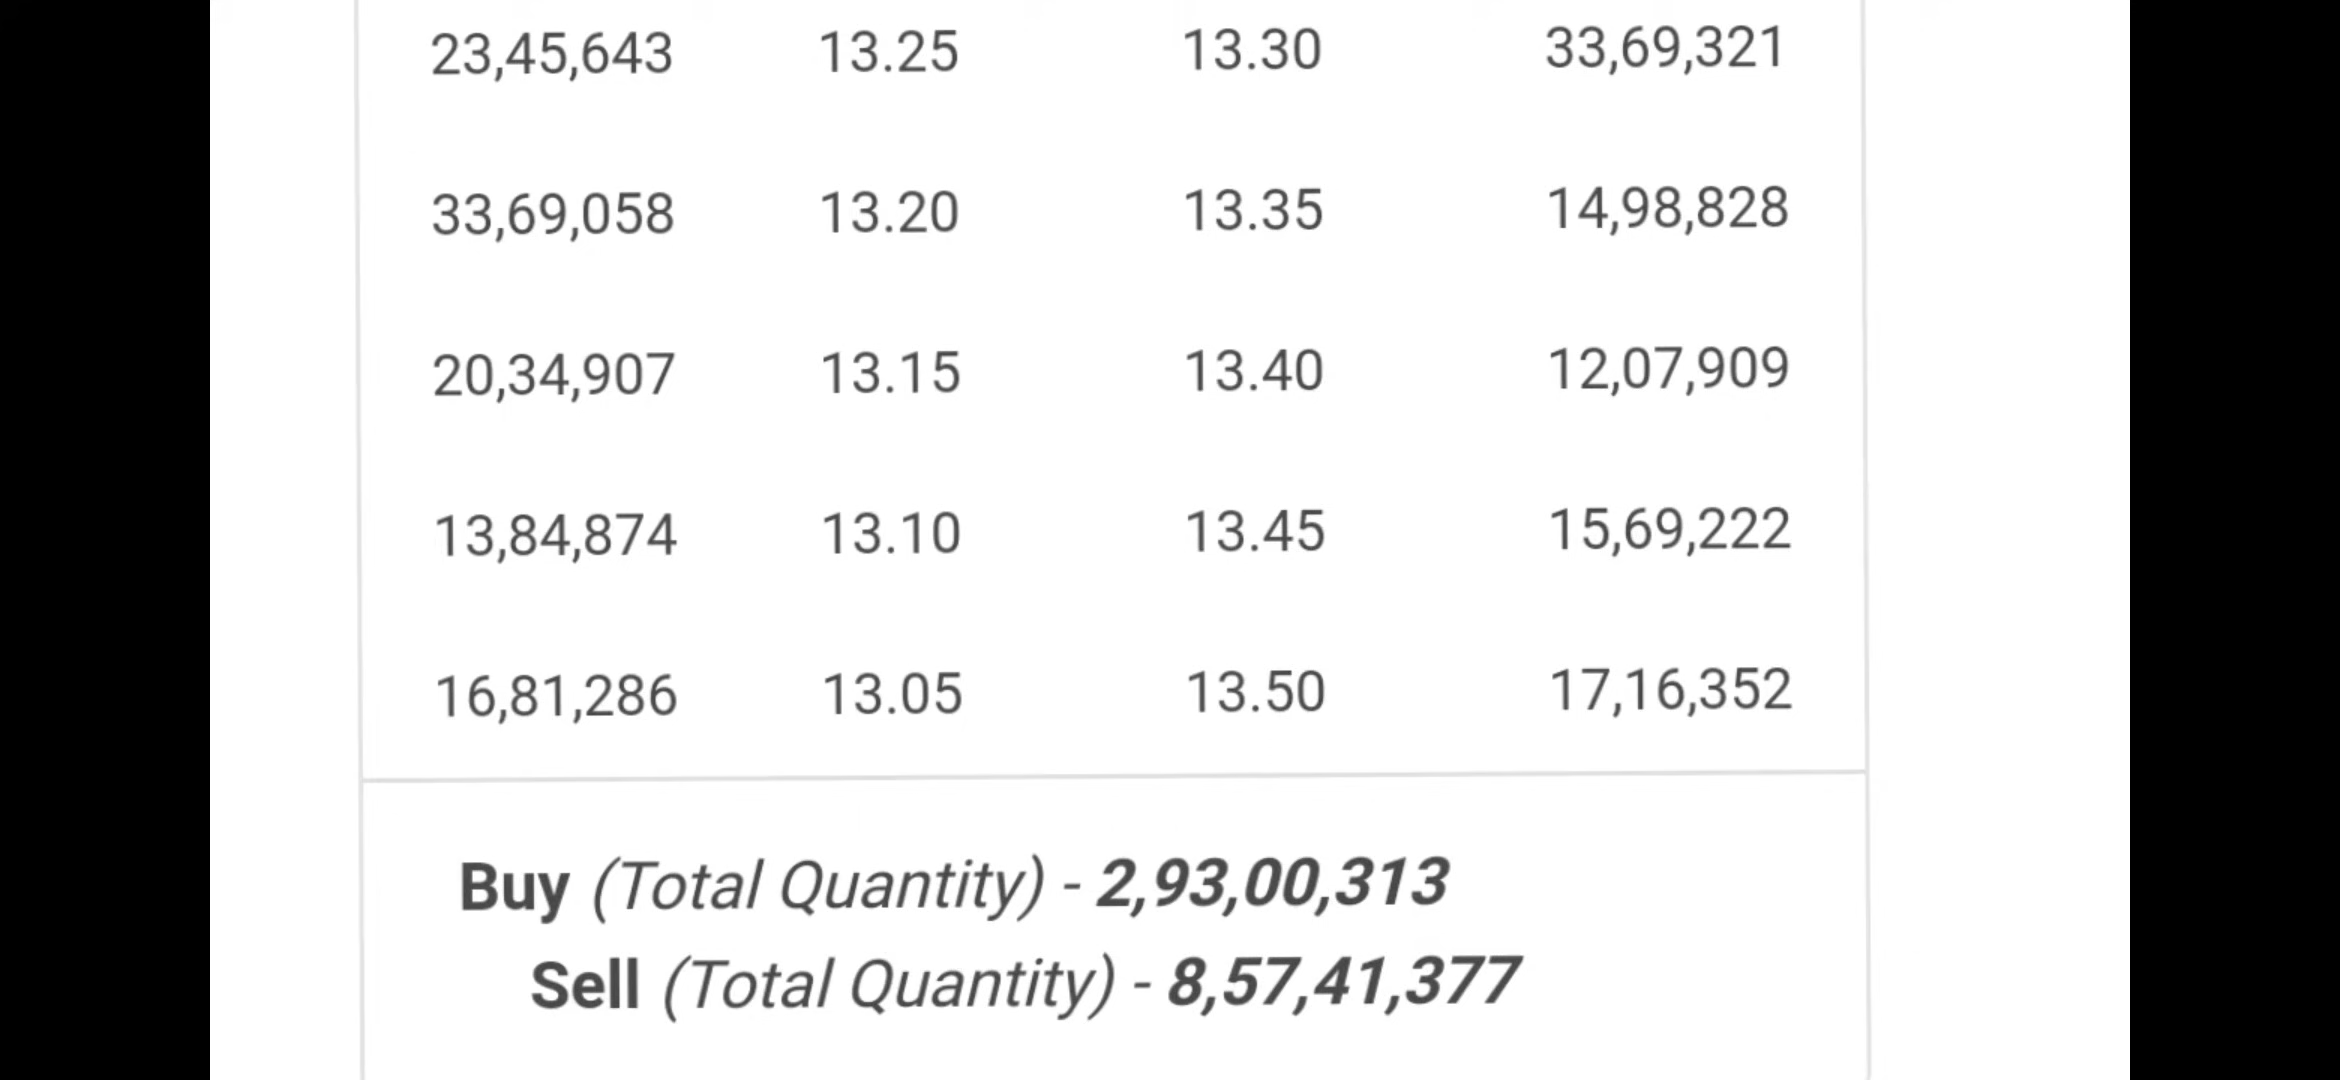 23,45,643 13.25 13.30 33,69,321
33,69,058 13.20 13.35 14,98,828
20,34,907 13.15 13.40 12,07,909
13,84,874 13.10 13.45 15,69,222
16,81,286 13.05 13.50 17,16,352
Buy (Total Quantity) - 2,93,00,313
Sell (Total Quantity) - 8,57,41,377